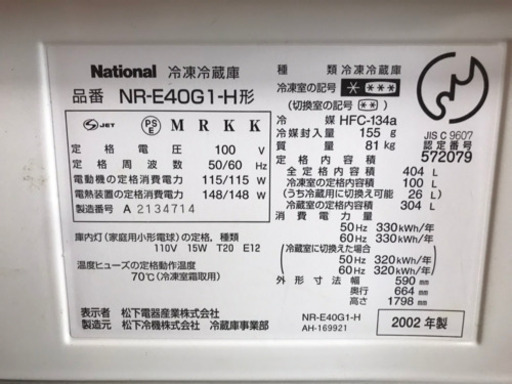 National 冷凍冷蔵庫
品番 NR-E40G1-H形
S JET PS E M R K K
定格電圧 100 V
定格周波数 50/60 Hz
電動機の定格消費電力 115/115 W
電熱装置の定格消費電力 148/148 W
製造番号 A 2134714
庫内灯(家庭用小形電球)の定格,種類
110V 15W T20 E12
温度ヒューズの定格動作温度
70℃(冷凍室霜取用)
表示者 松下電器産業株式会社
製造者 松下冷機株式会社 冷蔵庫事業部
種類 冷凍冷蔵庫
冷凍室の記号 * ***
(切換室の記号 **)
冷媒 HFC-134a
冷媒封入量 155 g
質量 81 kg
定格内容積
全定格内容積 404 L
冷凍室の定格内容積 100 L
(うち冷蔵可能 26 L)
冷蔵室の定格内容積 304 L
消費電力量
50Hz 330kWh/年
60Hz 330kWh/年
(冷蔵室に切換えた場合)
50Hz 320kWh/年
60Hz 320kWh/年
外形寸法 幅 590 mm
奥行 664 mm
高さ 1798 mm
JIS C 9607
認定番号
572079
NR-E40G1-H
AH-169921
2002 年製